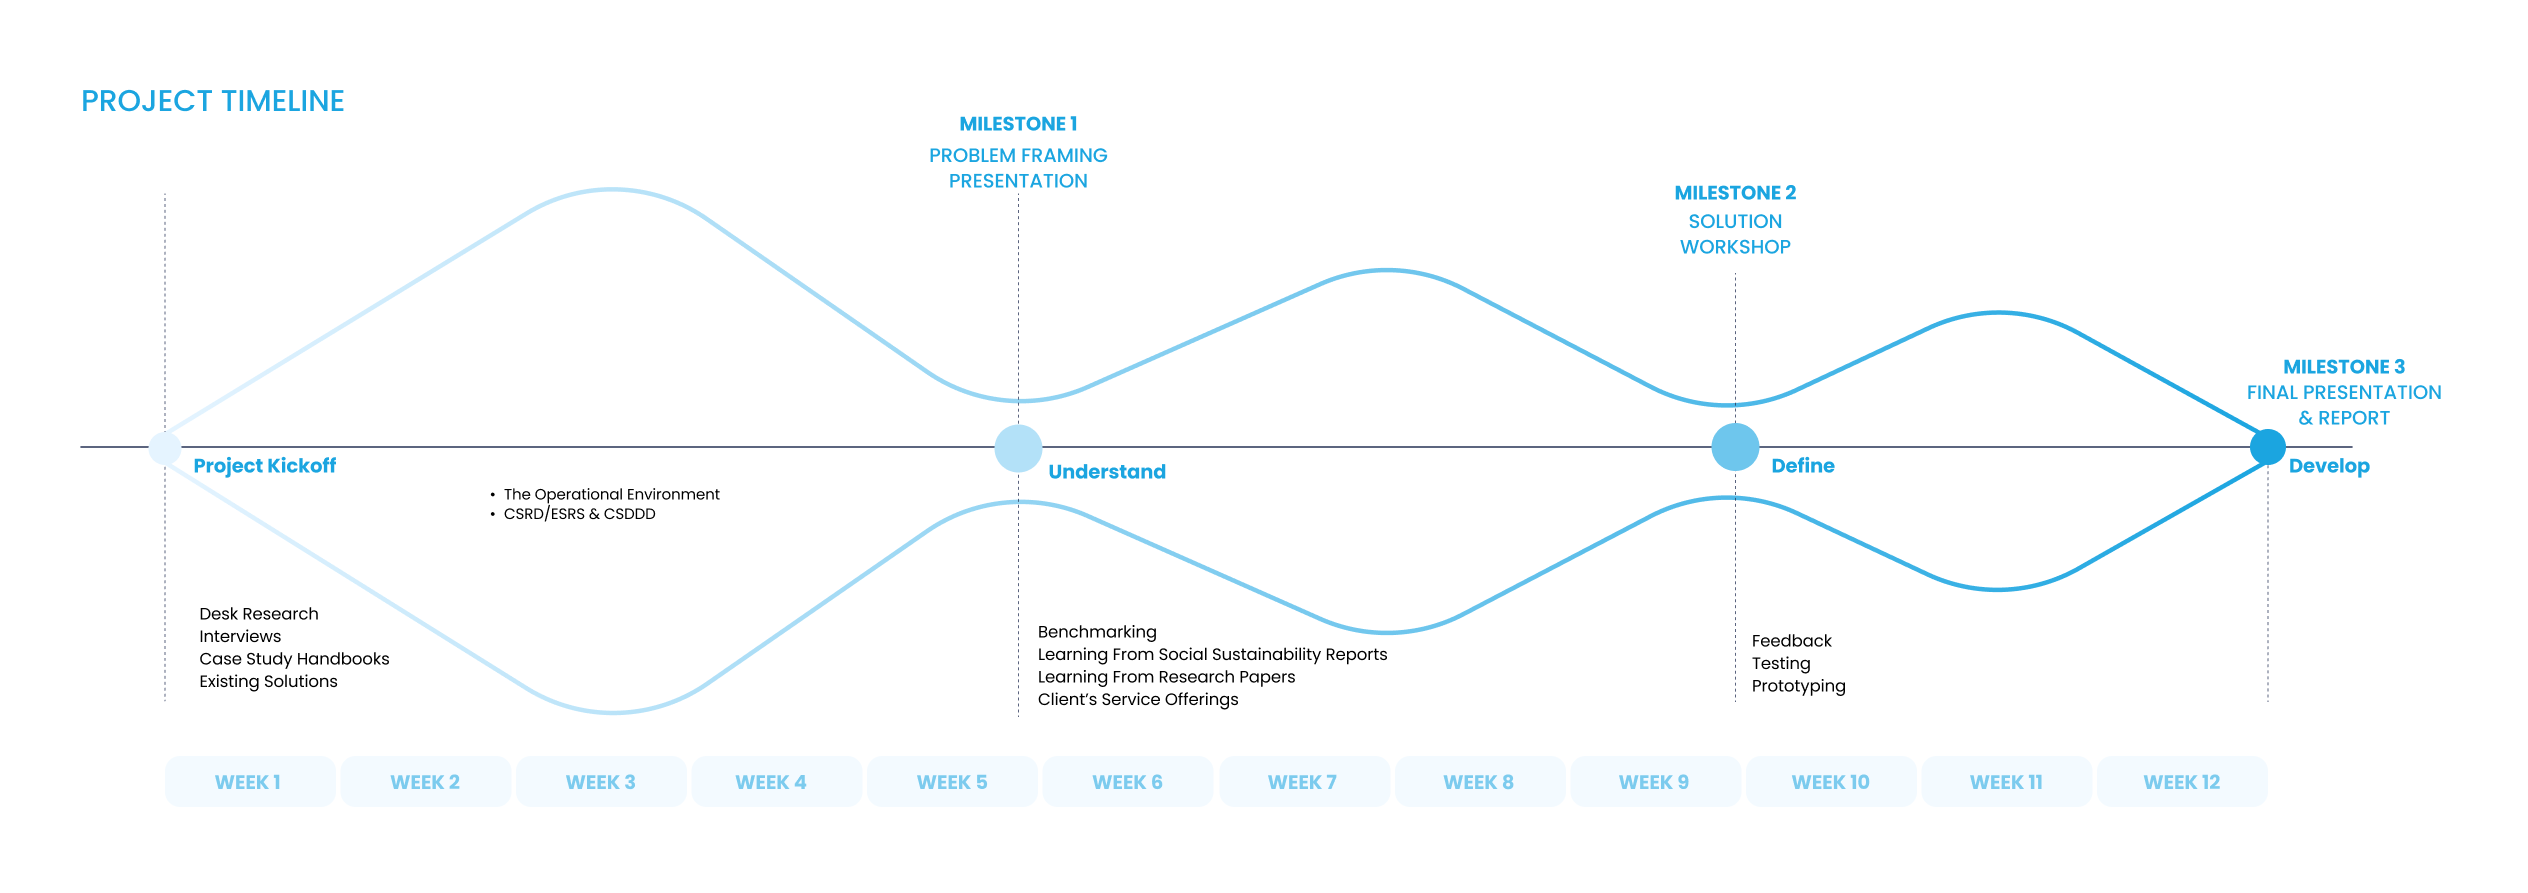 PROJECT TIMELINE
MILESTONE 1
PROBLEM FRAMING
PRESENTATION
MILESTONE 2
SOLUTION
WORKSHOP
MILESTONE 3
FINAL PRESENTATION
& REPORT
Project Kickoff
Understand
Define
Develop
• The Operational Environment
• CSRD/ESRS & CSDDD
Desk Research
Interviews
Case Study Handbooks
Existing Solutions
Benchmarking
Learning From Social Sustainability Reports
Learning From Research Papers
Client’s Service Offerings
Feedback
Testing
Prototyping
WEEK 1
WEEK 2
WEEK 3
WEEK 4
WEEK 5
WEEK 6
WEEK 7
WEEK 8
WEEK 9
WEEK 10
WEEK 11
WEEK 12